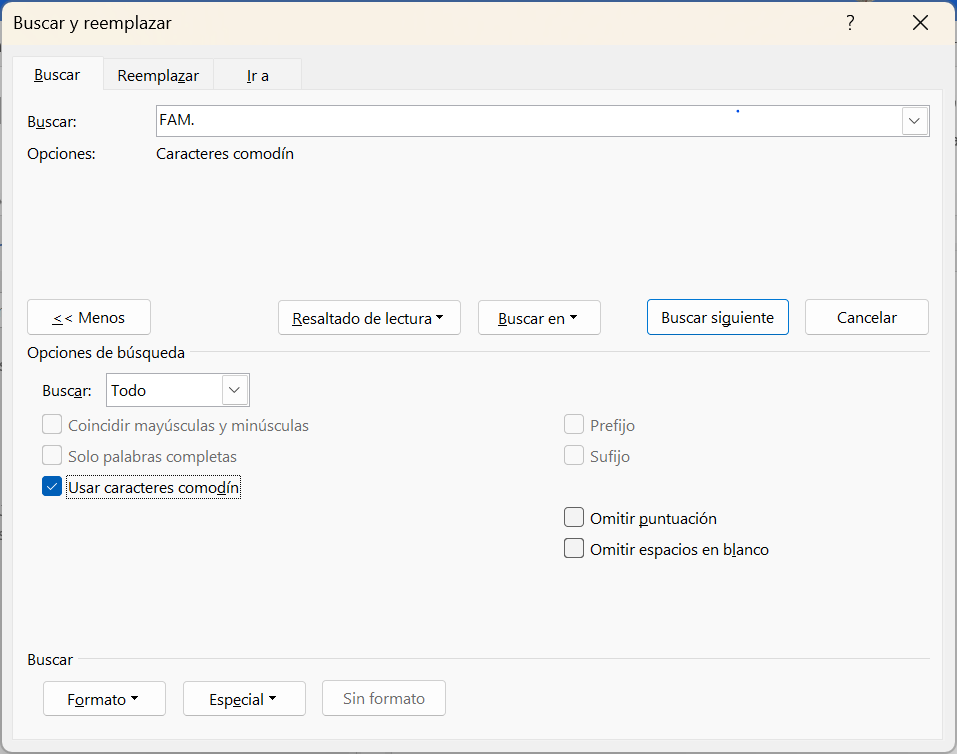 Buscar y reemplazar ?
Buscar Reemplazar Ir a
Buscar: FAM.
Opciones: Caracteres comodín
<< Menos Resaltado de lectura Buscar en Buscar siguiente Cancelar
Opciones de búsqueda
Buscar: Todo
Coincidir mayúsculas y minúsculas Prefijo
Solo palabras completas Sufijo
Usar caracteres comodín
Omitir puntuación
Omitir espacios en blanco
Buscar
Formato Especial Sin formato